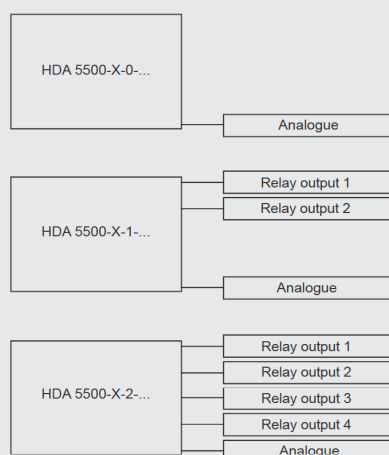 HDA 5500-X-0-...
Analogue
Relay output 1
Relay output 2
HDA 5500-X-1-...
Analogue
Relay output 1
Relay output 2
HDA 5500-X-2-...
Relay output 3
Relay output 4
Analogue